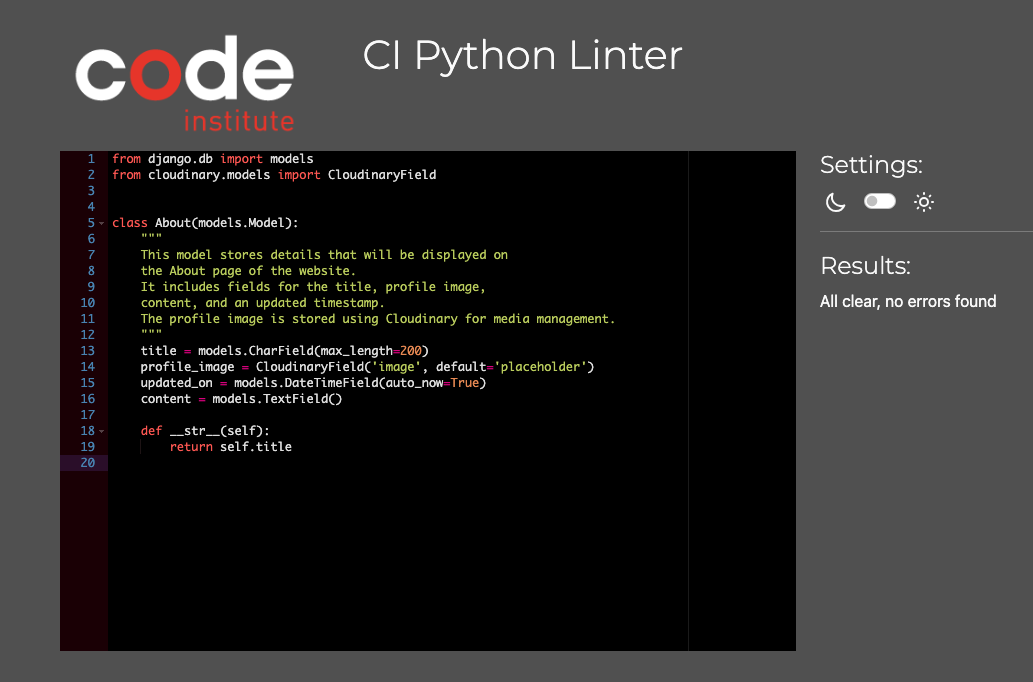 code
institute
CI Python Linter
1 from django.db import models
2 from cloudinary.models import CloudinaryField
3
4
5 class About(models.Model):
6     """
7     This model stores details that will be displayed on
8     the About page of the website.
9     It includes fields for the title, profile image,
10     content, and an updated timestamp.
11     The profile image is stored using Cloudinary for media management.
12     """
13     title = models.CharField(max_length=200)
14     profile_image = CloudinaryField('image', default='placeholder')
15     updated_on = models.DateTimeField(auto_now=True)
16     content = models.TextField()
17
18     def __str__(self):
19         return self.title
20
Settings:
Results:
All clear, no errors found